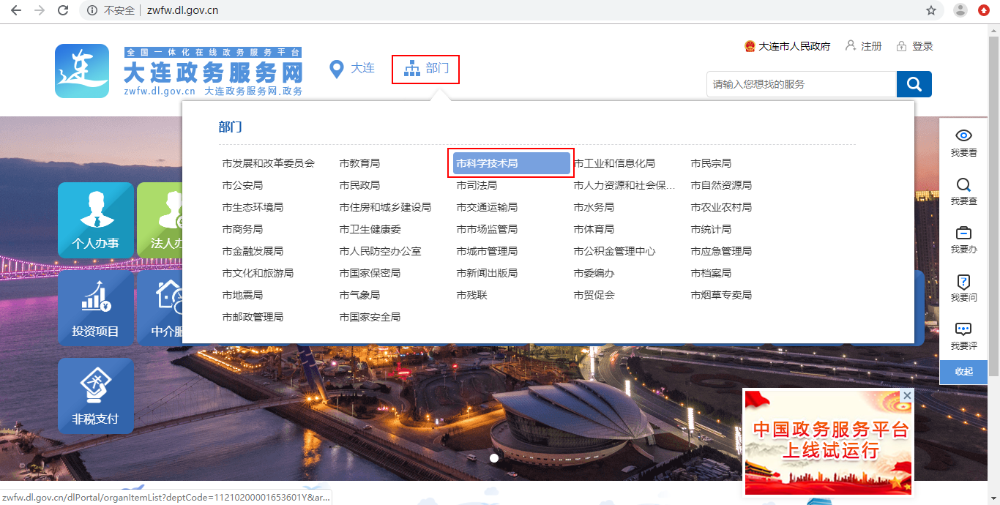 不安全 zwfw.dl.gov.cn
大连市人民政府 注册 登录
连
全国一体化在线政务服务平台
大连政务服务网
zwfw.dl.gov.cn 大连政务服务网.政务
大连 部门
请输入您想找的服务
部门
市发展和改革委员会 市教育局 市科学技术局 市工业和信息化局 市民宗局
市公安局 市民政局 市司法局 市人力资源和社会保... 市自然资源局
市生态环境局 市住房和城乡建设局 市交通运输局 市水务局 市农业农村局
市商务局 市卫生健康委 市市场监管局 市体育局 市统计局
市金融发展局 市人民防空办公室 市城市管理局 市公积金管理中心 市应急管理局
市文化和旅游局 市国家保密局 市新闻出版局 市委编办 市档案局
市地震局 市气象局 市残联 市贸促会 市烟草专卖局
市邮政管理局 市国家安全局
个人办事 法人办
投资项目 中介服
非税支付
我要看
我要查
我要办
?
我要问
我要评
收起
中国政务服务平台
上线试运行
zwfw.dl.gov.cn/dlPortal/organItemList?deptCode=11210200001653601Y&ar...